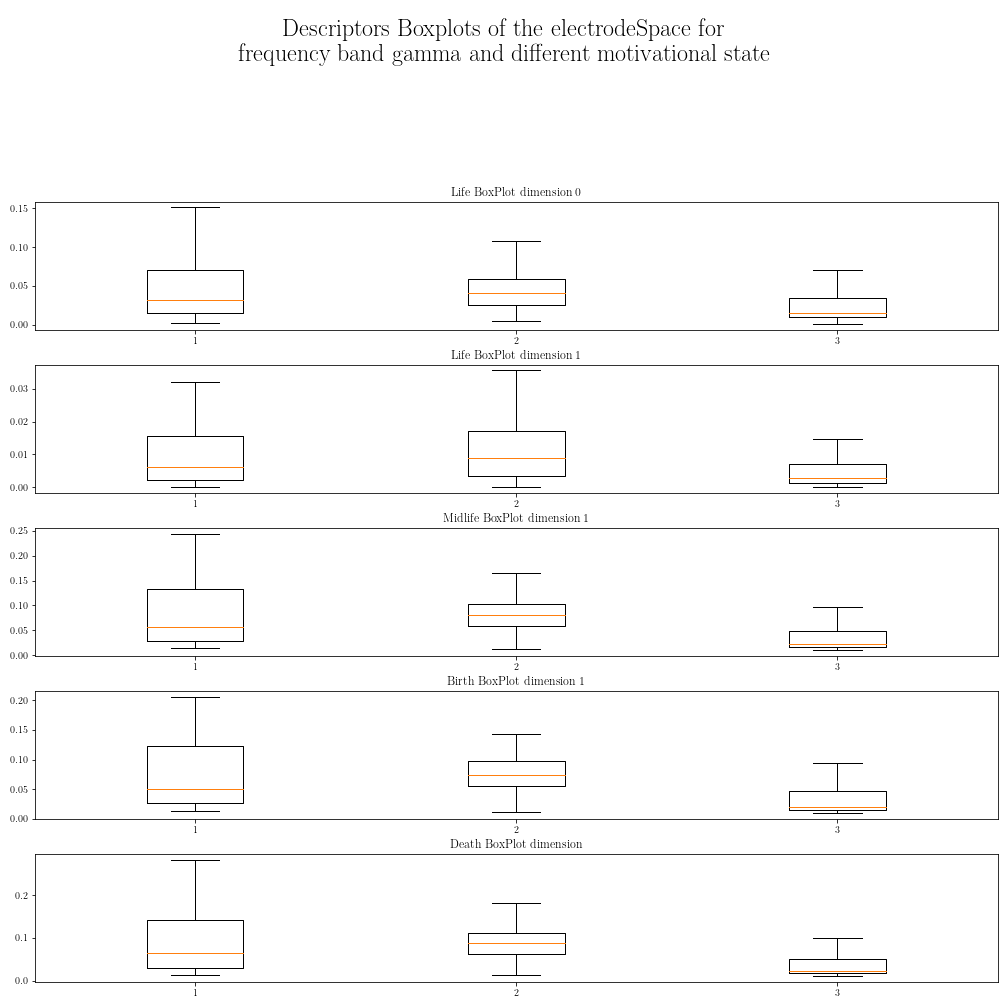 Descriptors Boxplots of the electrodeSpace for
frequency band gamma and different motivational state
Life BoxPlot dimension 0
0.15
0.10
0.05
0.00
1 2 3
Life BoxPlot dimension 1
0.03
0.02
0.01
0.00
1 2 3
Midlife BoxPlot dimension 1
0.25
0.20
0.15
0.10
0.05
0.00
1 2 3
Birth BoxPlot dimension 1
0.20
0.15
0.10
0.05
0.00
1 2 3
Death BoxPlot dimension
0.2
0.1
0.0
1 2 3